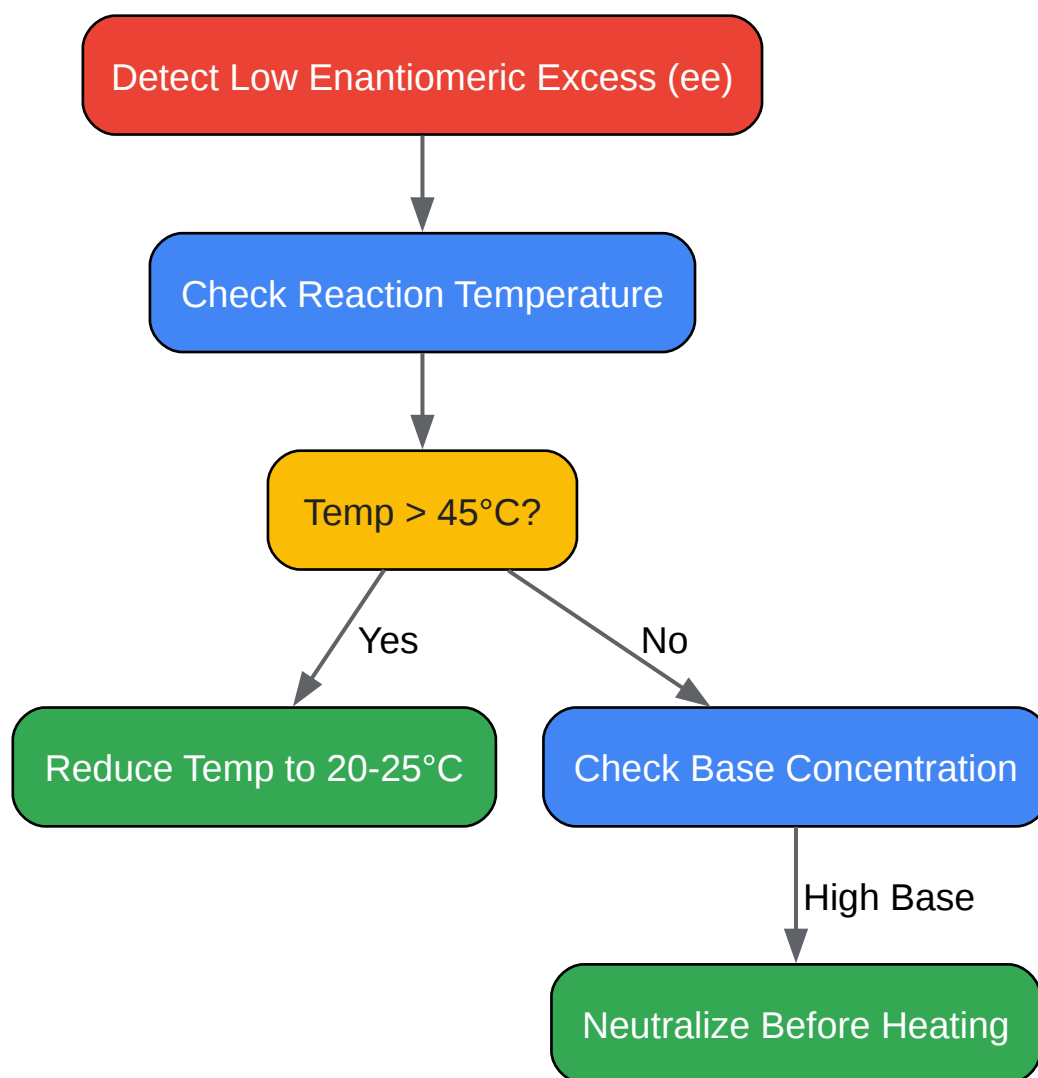 Detect Low Enantiomeric Excess (ee)
Check Reaction Temperature
Temp > 45°C?
Yes
No
Reduce Temp to 20-25°C
Check Base Concentration
High Base
Neutralize Before Heating